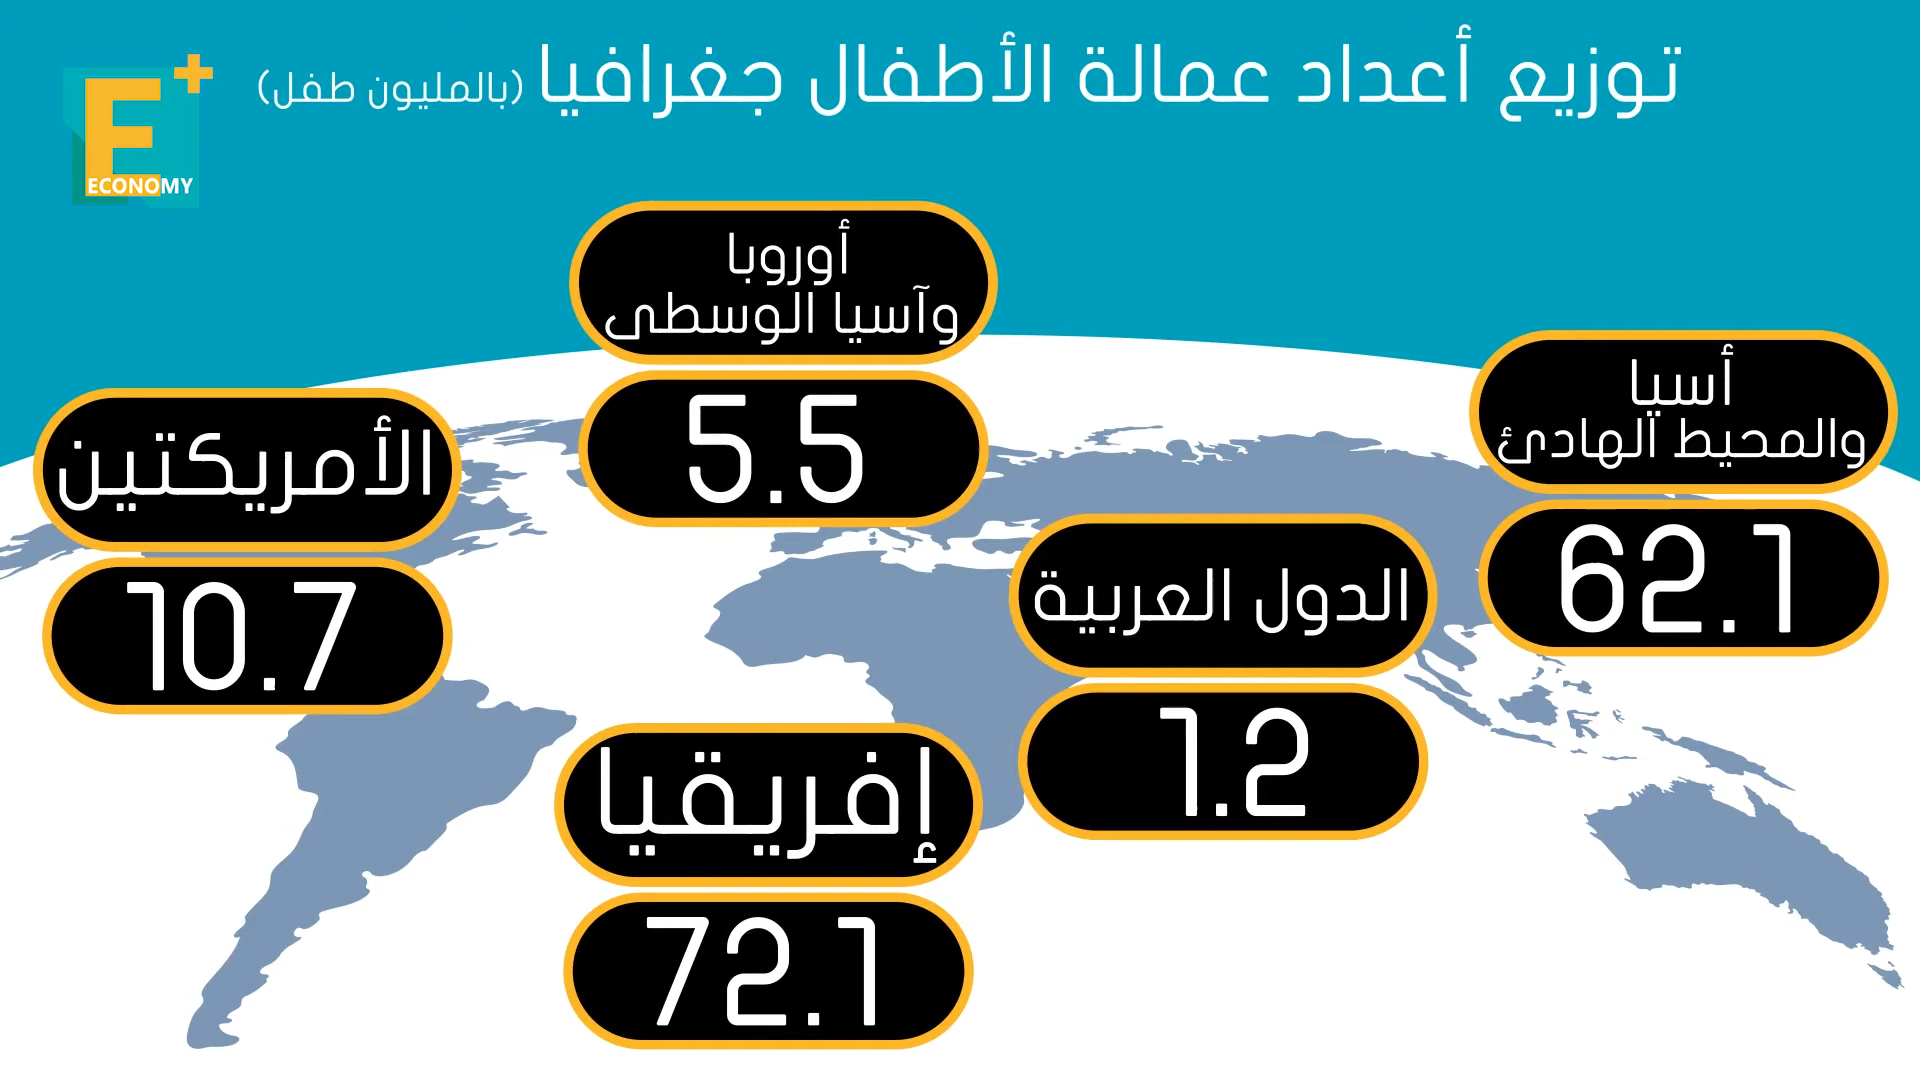 توزيع أعداد عمالة الأطفال جغرافيا (بالمليون طفل)
E+
ECONOMY
أوروبا
وآسيا الوسطى
5.5
أسيا
والمحيط الهادئ
62.1
الأمريكتين
10.7
الدول العربية
1.2
إفريقيا
72.1